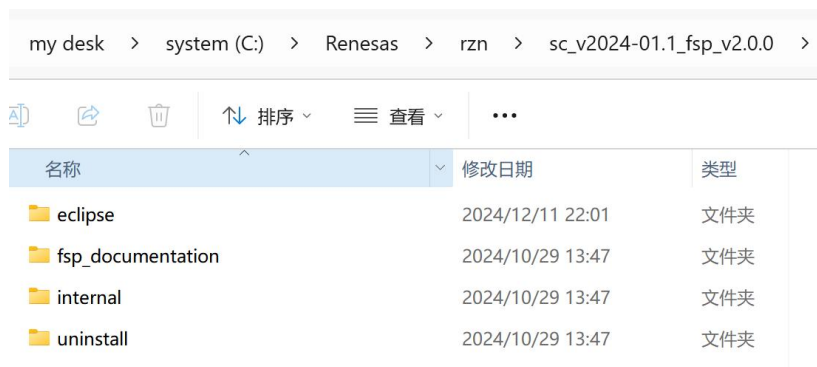 my desk > system (C:) > Renesas > rzn > sc_v2024-01.1_fsp_v2.0.0 >
A 排序 查看 •••
名称 修改日期 类型
eclipse 2024/12/11 22:01 文件夹
fsp_documentation 2024/10/29 13:47 文件夹
internal 2024/10/29 13:47 文件夹
uninstall 2024/10/29 13:47 文件夹